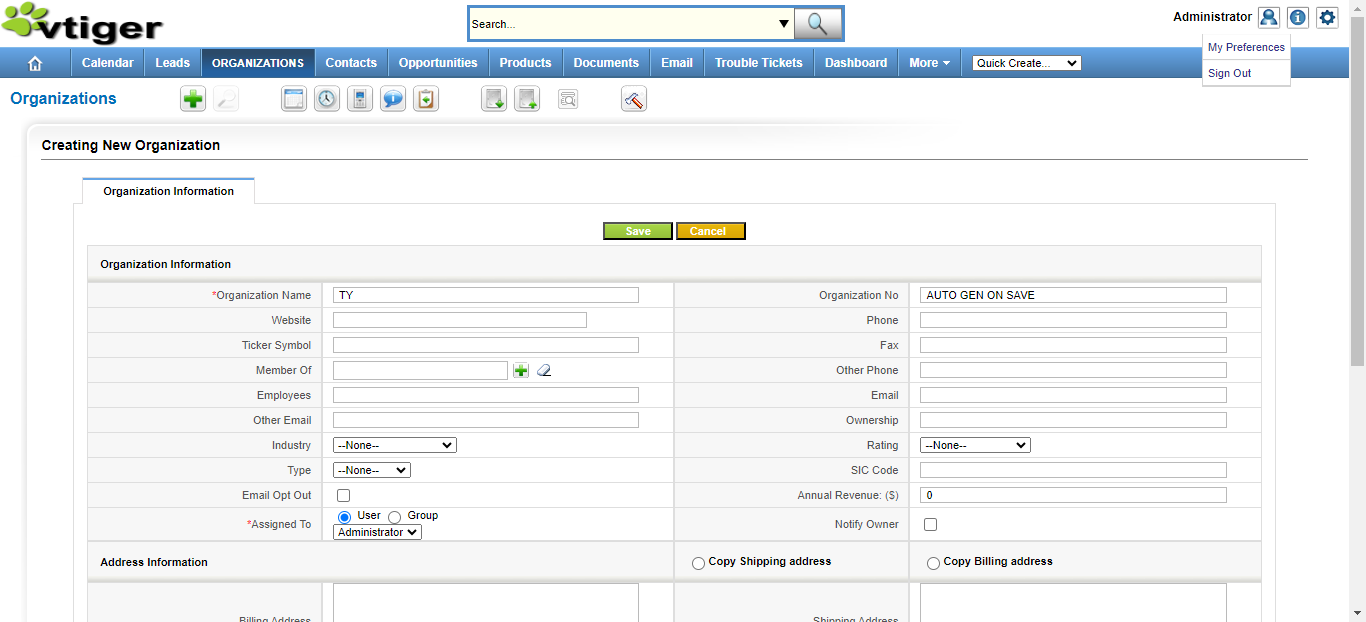 vtiger
Search...
Administrator
My Preferences
Sign Out
Calendar Leads ORGANIZATIONS Contacts Opportunities Products Documents Email Trouble Tickets Dashboard More Quick Create...
Organizations
Creating New Organization
Organization Information
Save Cancel
Organization Information
*Organization Name TY Organization No AUTO GEN ON SAVE
Website Phone
Ticker Symbol Fax
Member Of Other Phone
Employees Email
Other Email Ownership
Industry --None-- Rating --None--
Type --None-- SIC Code
Email Opt Out Annual Revenue: ($) 0
*Assigned To User Group Administrator Notify Owner
Address Information Copy Shipping address Copy Billing address
Billing Address Shipping Address